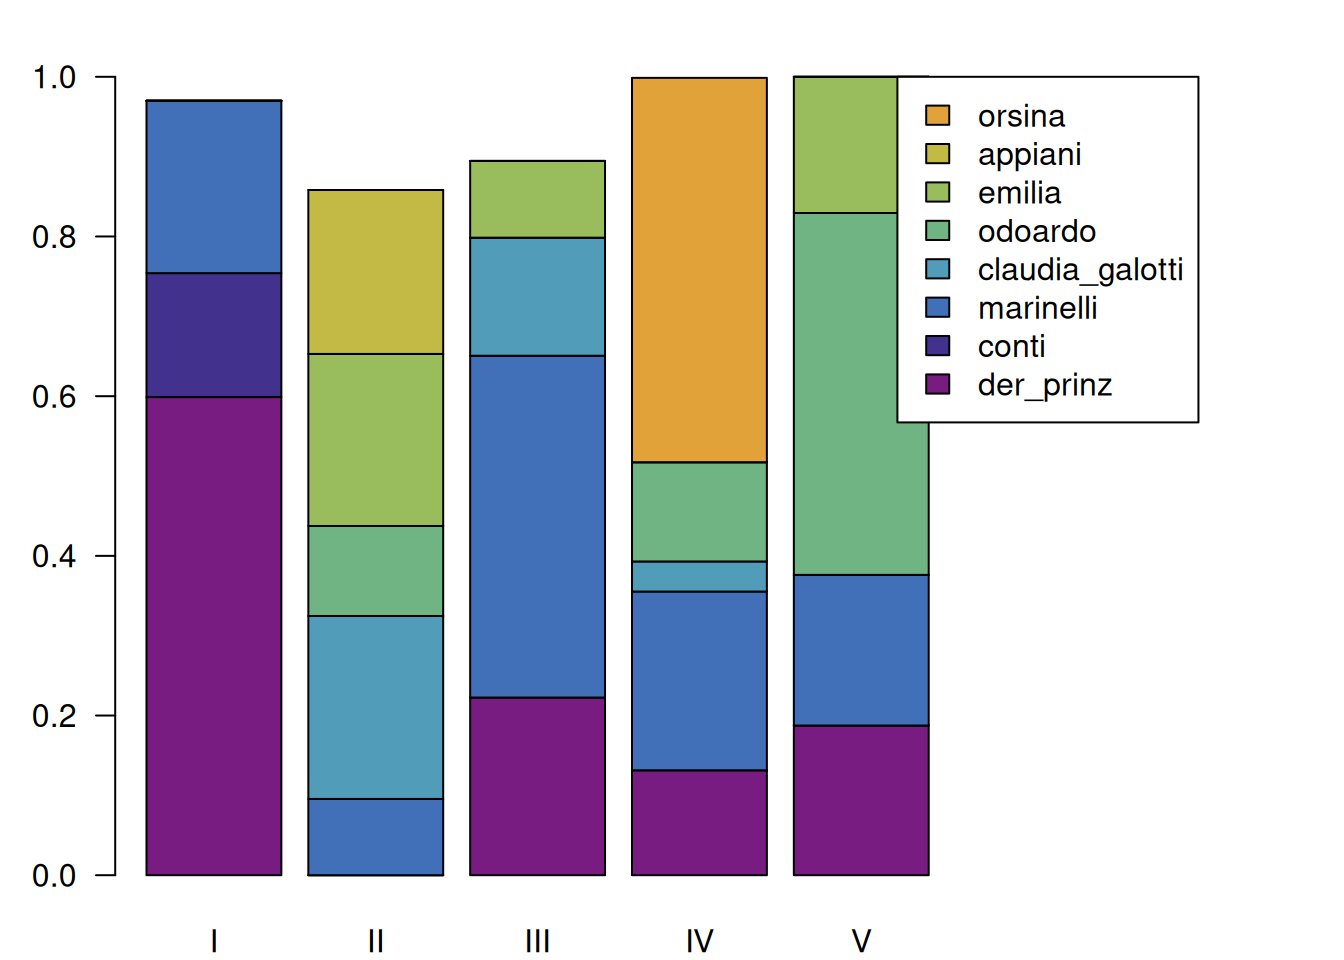 1.0
0.8
0.6
0.4
0.2
0.0
I II III IV V
orsina
appiani
emilia
odoardo
claudia_galotti
marinelli
conti
der_prinz